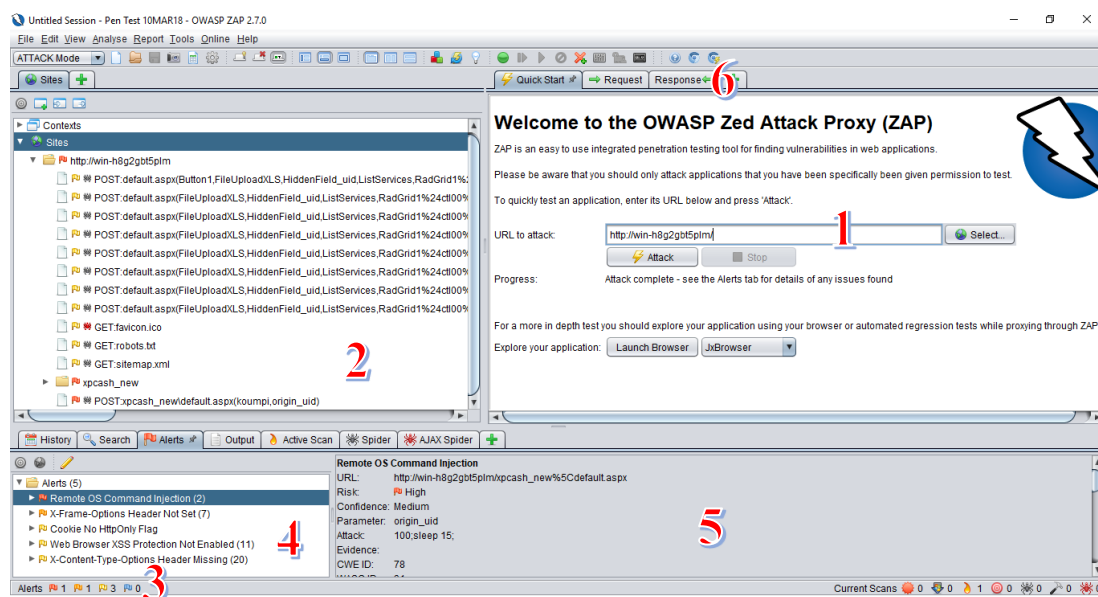 Untitled Session - Pen Test 10MAR18 - OWASP ZAP 2.7.0
File Edit View Analyse Report Tools Online Help
ATTACK Mode
Sites
Quick Start
Request
Response
6
Contexts
Sites
http://win-h8g2gbt5plm
POST:default.aspx(Button1,FileUploadXLS,HiddenField_uid,ListServices,RadGrid1%2
POST:default.aspx(FileUploadXLS,HiddenField_uid,ListServices,RadGrid1%24ctl00%
POST:default.aspx(FileUploadXLS,HiddenField_uid,ListServices,RadGrid1%24ctl00%
POST:default.aspx(FileUploadXLS,HiddenField_uid,ListServices,RadGrid1%24ctl00%
POST:default.aspx(FileUploadXLS,HiddenField_uid,ListServices,RadGrid1%24ctl00%
POST:default.aspx(FileUploadXLS,HiddenField_uid,ListServices,RadGrid1%24ctl00%
POST:default.aspx(FileUploadXLS,HiddenField_uid,ListServices,RadGrid1%24ctl00%
POST:default.aspx(FileUploadXLS,HiddenField_uid,ListServices,RadGrid1%24ctl00%
GET:favicon.ico
GET:robots.txt
GET:sitemap.xml
xpcash_new
POST:xpcash_new\default.aspx(koumpi,origin_uid)
2
Welcome to the OWASP Zed Attack Proxy (ZAP)
ZAP is an easy to use integrated penetration testing tool for finding vulnerabilities in web applications.
Please be aware that you should only attack applications that you have been specifically been given permission to test.
To quickly test an application, enter its URL below and press 'Attack'.
URL to attack: http://win-h8g2gbt5plm/ Select...
1
Attack Stop
Progress: Attack complete - see the Alerts tab for details of any issues found
For a more in depth test you should explore your application using your browser or automated regression tests while proxying through ZAP
Explore your application: Launch Browser JxBrowser
History Search Alerts Output Active Scan Spider AJAX Spider
Alerts (5)
Remote OS Command Injection (2)
X-Frame-Options Header Not Set (7)
Cookie No HttpOnly Flag
Web Browser XSS Protection Not Enabled (11)
X-Content-Type-Options Header Missing (20)
4
Remote OS Command Injection
URL: http://win-h8g2gbt5plm/xpcash_new%5Cdefault.aspx
Risk: High
Confidence: Medium
Parameter: origin_uid
Attack: 100;sleep 15;
Evidence:
CWE ID: 78
5
Alerts 1 1 3 0
3
Current Scans 0 0 1 0 0 0